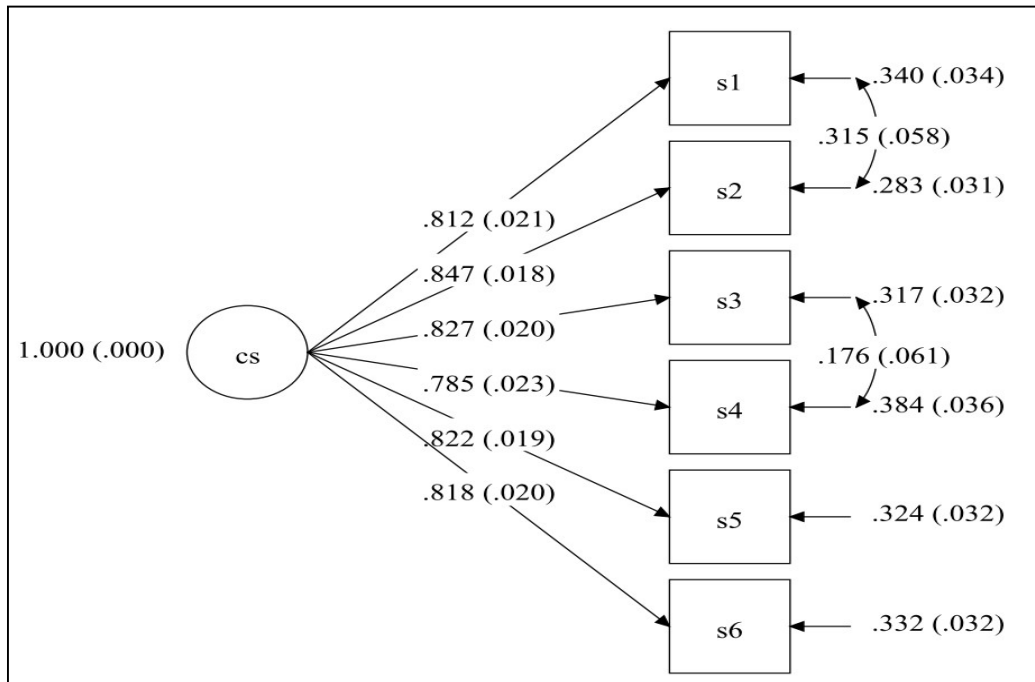 s1
.340 (.034)
.315 (.058)
s2
.283 (.031)
.812 (.021)
.847 (.018)
s3
.317 (.032)
.827 (.020)
1.000 (.000)
cs
.176 (.061)
.785 (.023)
s4
.384 (.036)
.822 (.019)
.818 (.020)
s5
.324 (.032)
s6
.332 (.032)